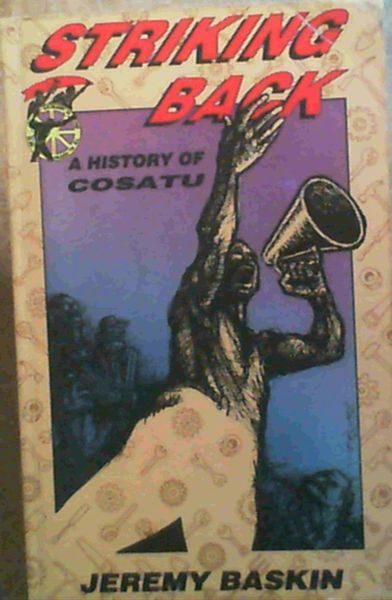 STRIKING
BACK
A HISTORY OF
COSATU
JEREMY BASKIN